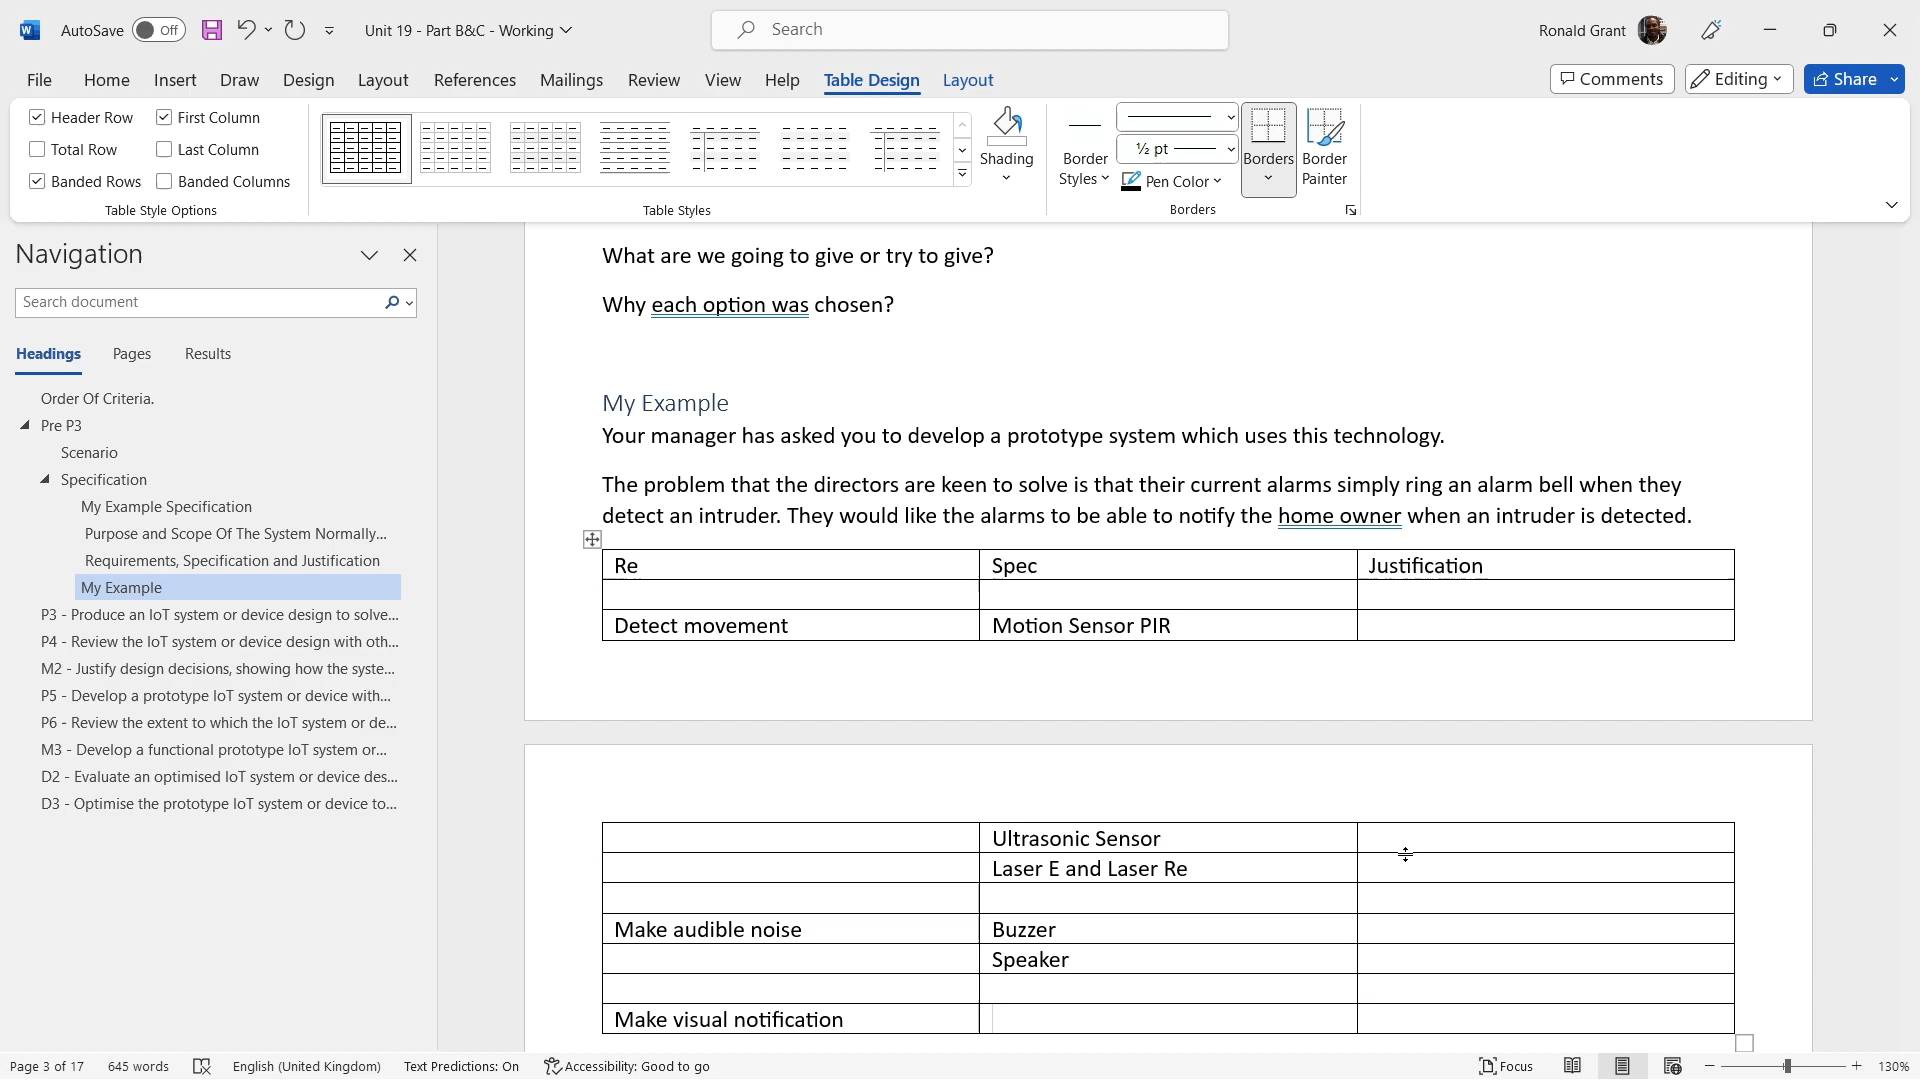 AutoSave Off Unit 19 - Part B&C - Working Search Ronald Grant
File Home Insert Draw Design Layout References Mailings Review View Help Table Design Layout Comments Editing Share
Header Row First Column
Total Row Last Column
Banded Rows Banded Columns
Table Style Options
Table Styles
Shading
Border Styles
½ pt
Pen Color
Borders
Border Painter
Borders
Navigation
Search document
Headings Pages Results
Order Of Criteria.
Pre P3
Scenario
Specification
My Example Specification
Purpose and Scope Of The System Normally...
Requirements, Specification and Justification
My Example
P3 - Produce an IoT system or device design to solve...
P4 - Review the IoT system or device design with oth...
M2 - Justify design decisions, showing how the syste...
P5 - Develop a prototype IoT system or device with...
P6 - Review the extent to which the IoT system or de...
M3 - Develop a functional prototype IoT system or...
D2 - Evaluate an optimised IoT system or device des...
D3 - Optimise the prototype IoT system or device to...
What are we going to give or try to give?
Why each option was chosen?
My Example
Your manager has asked you to develop a prototype system which uses this technology.
The problem that the directors are keen to solve is that their current alarms simply ring an alarm bell when they
detect an intruder. They would like the alarms to be able to notify the home owner when an intruder is detected.
Re Spec Justification
Detect movement Motion Sensor PIR
Ultrasonic Sensor
Laser E and Laser Re
Make audible noise Buzzer
Speaker
Make visual notification
Page 3 of 17 645 words English (United Kingdom) Text Predictions: On Accessibility: Good to go Focus 130%